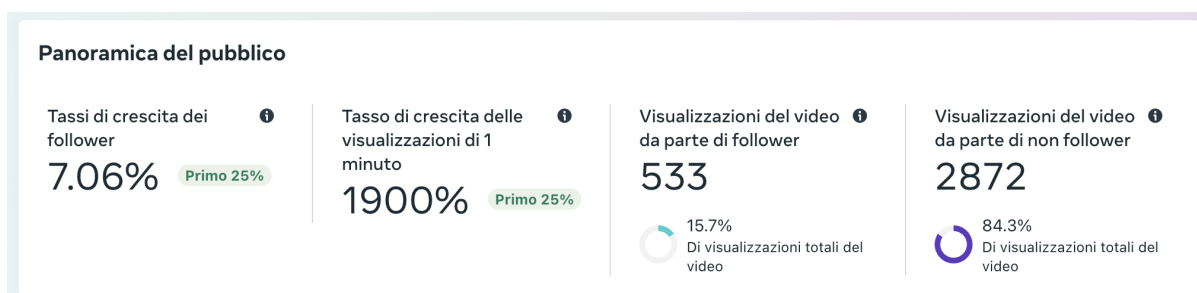 Panoramica del pubblico
Tassi di crescita dei
follower
7.06% Primo 25%
Tasso di crescita delle
visualizzazioni di 1
minuto
1900% Primo 25%
Visualizzazioni del video
da parte di follower
533
15.7%
Di visualizzazioni totali del
video
Visualizzazioni del video
da parte di non follower
2872
84.3%
Di visualizzazioni totali del
video